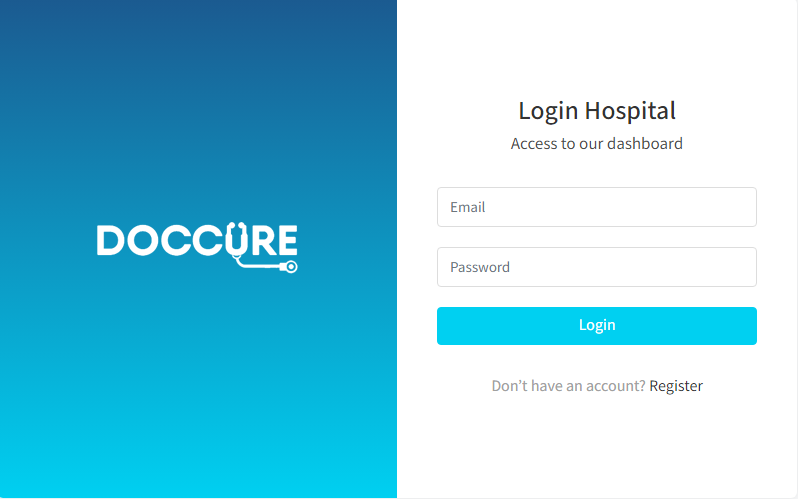 DOCCURE
Login Hospital
Access to our dashboard
Email
Password
Login
Don’t have an account? Register